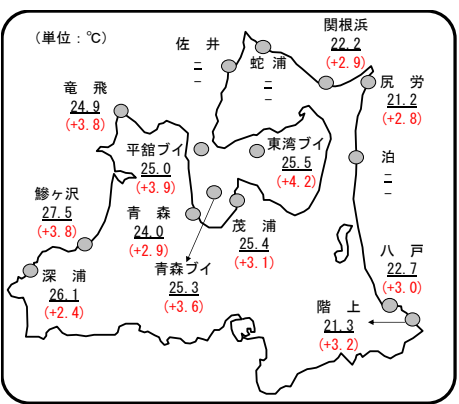 (単位：℃)
関根浜
22.2
(+2.9)
佐 井
－
－
蛇 浦
－
－
尻 労
21.2
(+2.8)
竜 飛
24.9
(+3.8)
平舘ブイ
25.0
(+3.9)
東湾ブイ
25.5
(+4.2)
泊
－
－
鰺ヶ沢
27.5
(+3.8)
青 森
24.0
(+2.9)
茂 浦
25.4
(+3.1)
深 浦
26.1
(+2.4)
青森ブイ
25.3
(+3.6)
八 戸
22.7
(+3.0)
階 上
21.3
(+3.2)